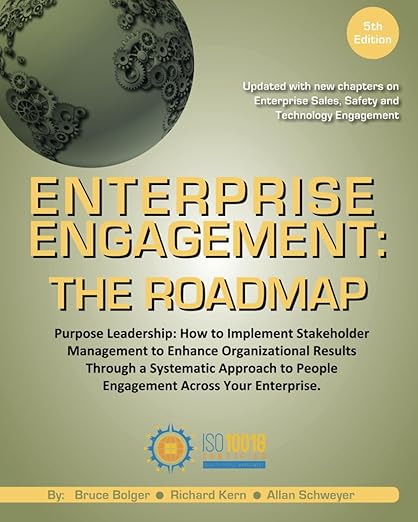 5th
Edition
Updated with new chapters on
Enterprise Sales, Safety and
Technology Engagement
ENTERPRISE
ENGAGEMENT:
THE ROADMAP
Purpose Leadership: How to Implement Stakeholder
Management to Enhance Organizational Results
Through a Systematic Approach to People
Engagement Across Your Enterprise.
ISO 10018
By: Bruce Bolger ● Richard Kern ● Allan Schweyer